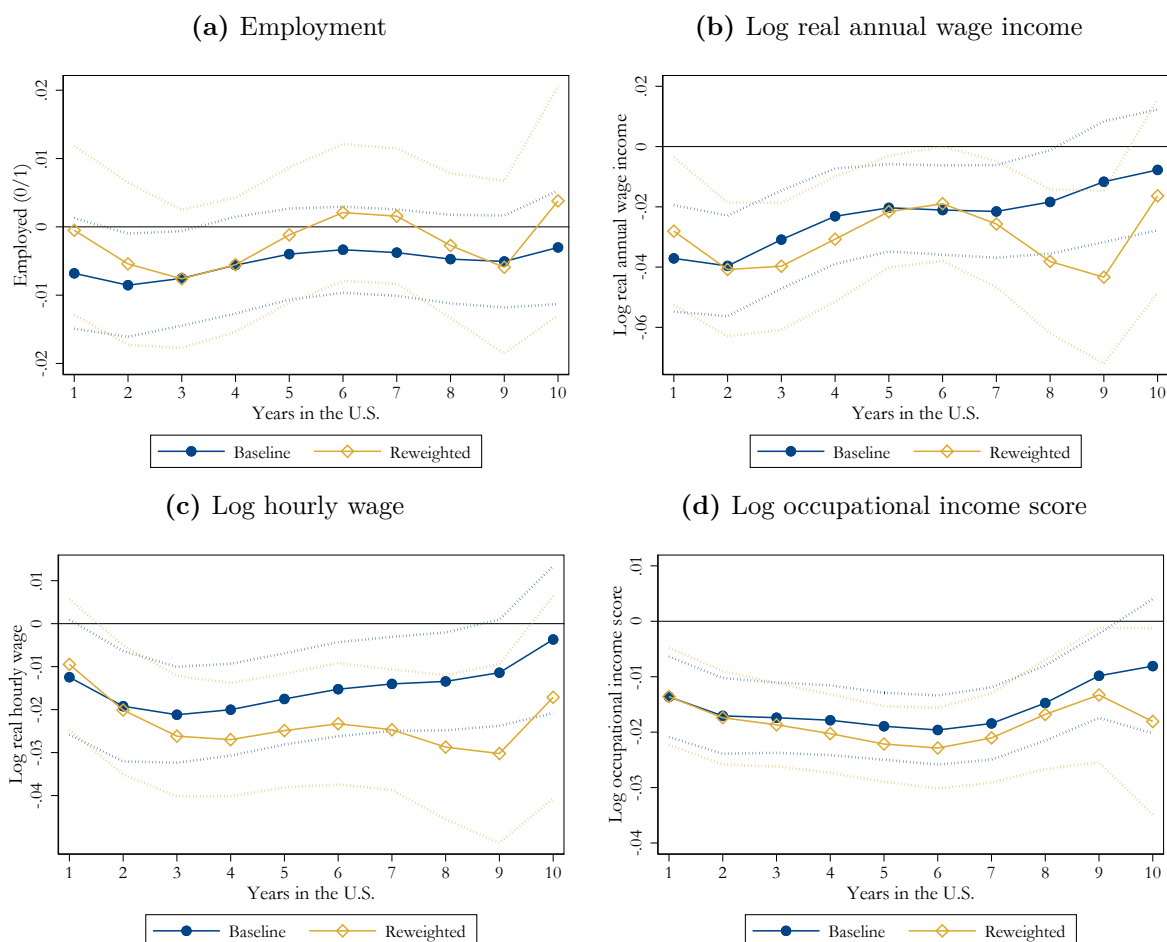 (a) Employment
Employed (0/1)
.02
.01
0
-.01
-.02
1 2 3 4 5 6 7 8 9 10
Years in the U.S.
Baseline Reweighted
(b) Log real annual wage income
Log real annual wage income
.02
0
-.02
-.04
-.06
1 2 3 4 5 6 7 8 9 10
Years in the U.S.
Baseline Reweighted
(c) Log hourly wage
Log real hourly wage
.01
0
-.01
-.02
-.03
-.04
1 2 3 4 5 6 7 8 9 10
Years in the U.S.
Baseline Reweighted
(d) Log occupational income score
Log occupational income score
.01
0
-.01
-.02
-.03
-.04
1 2 3 4 5 6 7 8 9 10
Years in the U.S.
Baseline Reweighted